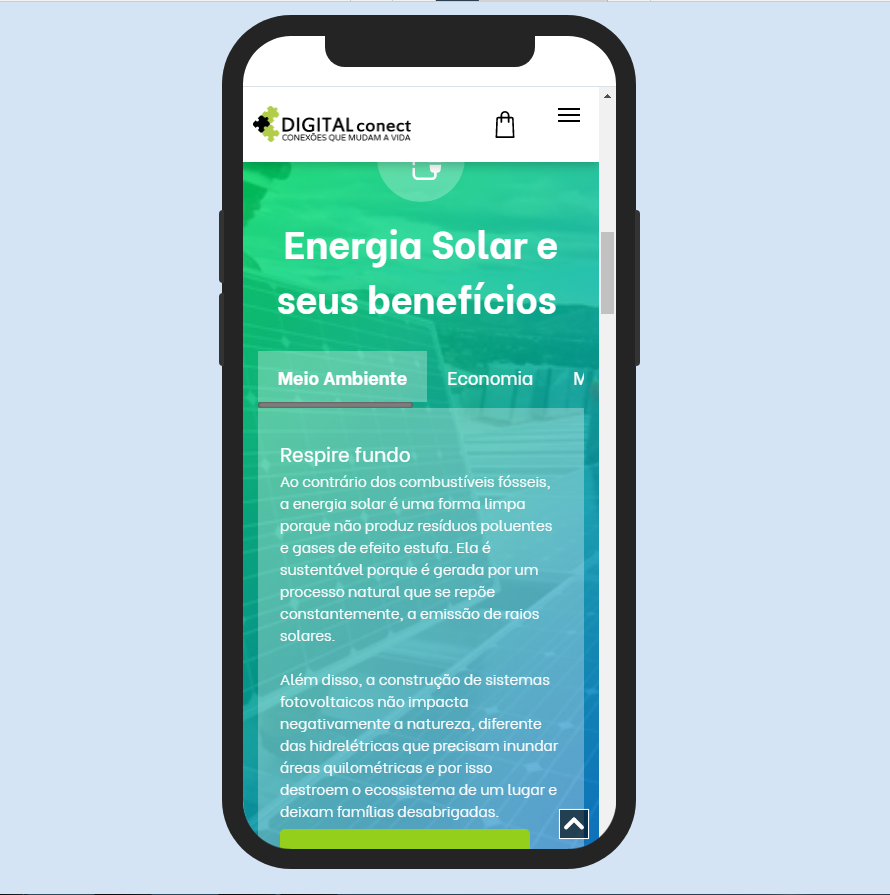 DIGITAL conect
CONEXÕES QUE MUDAM A VIDA
Energia Solar e
seus benefícios
Meio Ambiente Economia M
Respire fundo
Ao contrário dos combustíveis fósseis,
a energia solar é uma forma limpa
porque não produz resíduos poluentes
e gases de efeito estufa. Ela é
sustentável porque é gerada por um
processo natural que se repõe
constantemente, a emissão de raios
solares.
Além disso, a construção de sistemas
fotovoltaicos não impacta
negativamente a natureza, diferente
das hidrelétricas que precisam inundar
áreas quilométricas e por isso
destroem o ecossistema de um lugar e
deixam famílias desabrigadas.